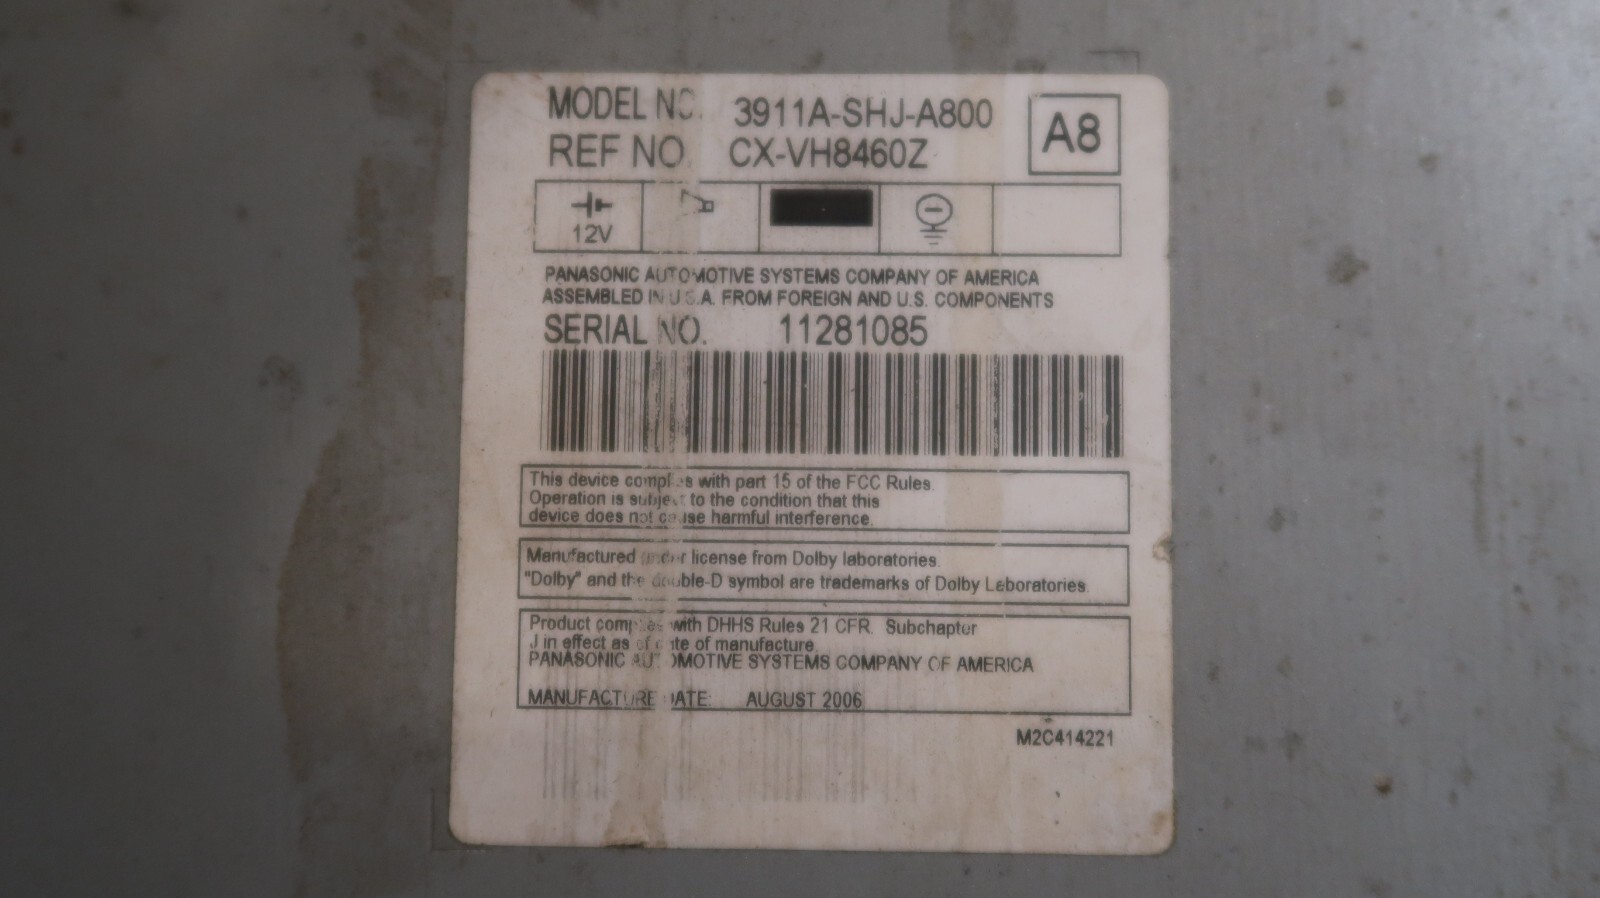 MODEL NO. 3911A-SHJ-A800
A8
REF NO. CX-VH8460Z
12V
PANASONIC AUTOMOTIVE SYSTEMS COMPANY OF AMERICA
ASSEMBLED IN U.S.A. FROM FOREIGN AND U.S. COMPONENTS
SERIAL NO. 11281085
This device complies with part 15 of the FCC Rules.
Operation is subject to the condition that this
device does not cause harmful interference.
Manufactured under license from Dolby laboratories.
"Dolby" and the double-D symbol are trademarks of Dolby Laboratories.
Product complies with DHHS Rules 21 CFR. Subchapter
J in effect as of date of manufacture.
PANASONIC AUTOMOTIVE SYSTEMS COMPANY OF AMERICA
MANUFACTURE DATE: AUGUST 2006
M2C414221